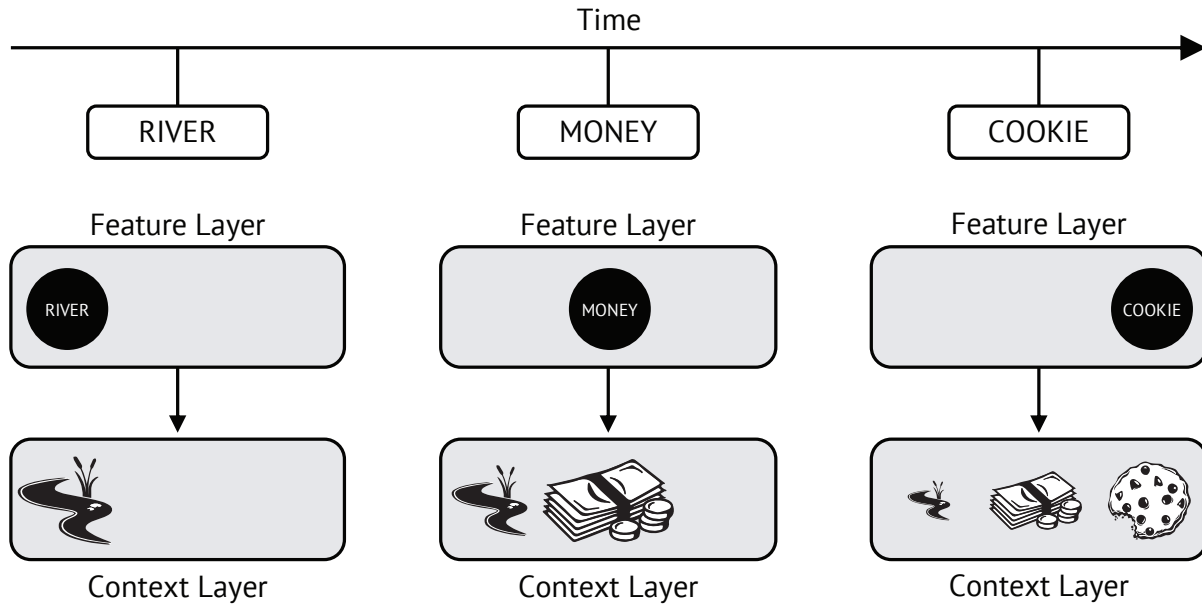 Time
RIVER
MONEY
COOKIE
Feature Layer
Feature Layer
Feature Layer
RIVER
MONEY
COOKIE
Context Layer
Context Layer
Context Layer